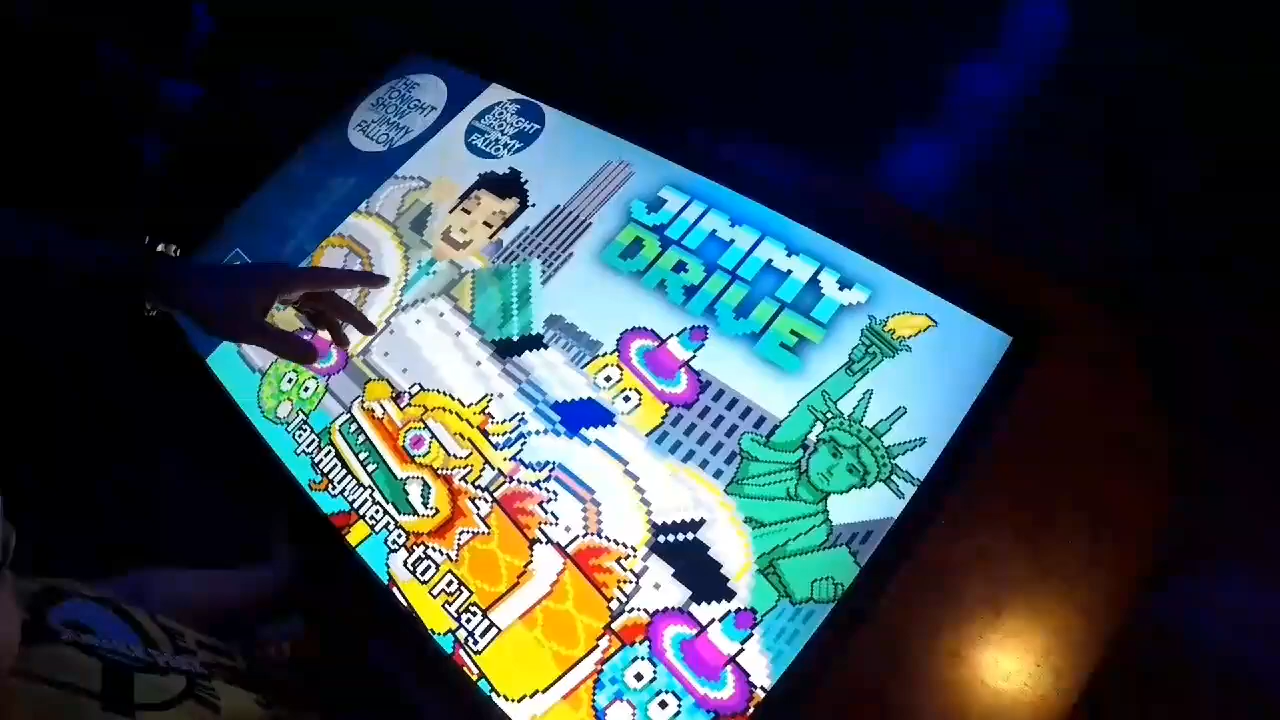 THE
TONIGHT
SHOW
JIMMY
FALLON
THE
TONIGHT
SHOW
JIMMY
FALLON
JIMMY
DRIVE
Tap Anywhere to Play